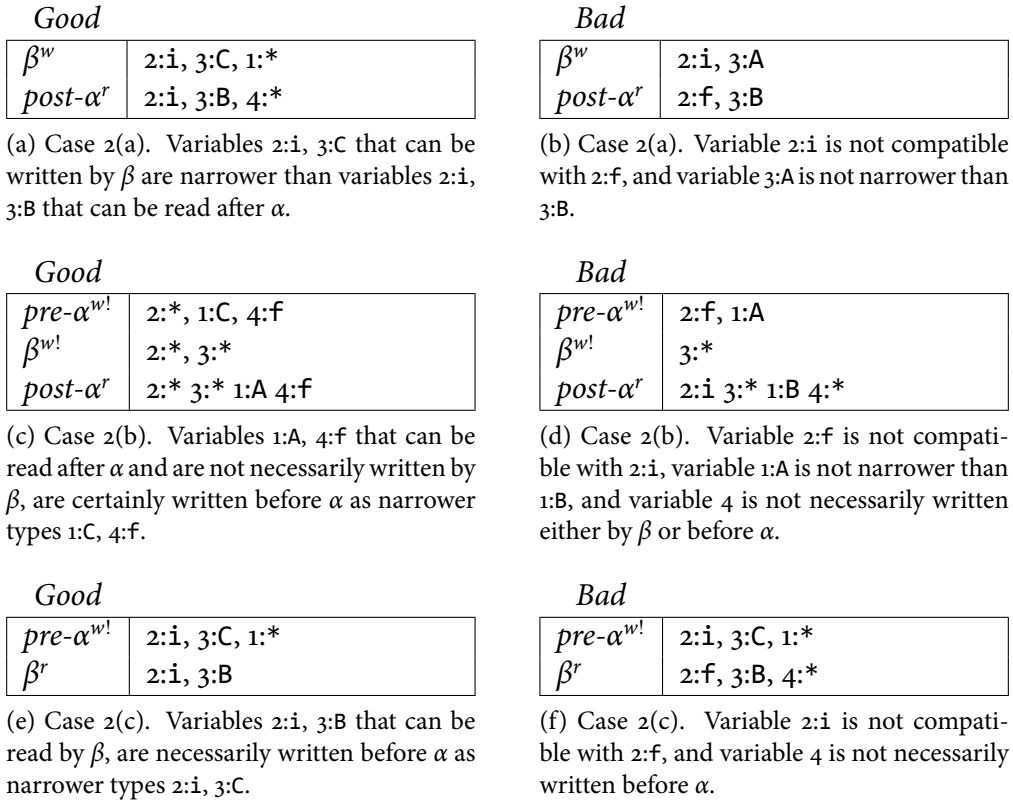 Good
β^w 2:i, 3:C, 1:*
post-α^r 2:i, 3:B, 4:*
(a) Case 2(a). Variables 2:i, 3:C that can be
written by β are narrower than variables 2:i,
3:B that can be read after α.
Bad
β^w 2:i, 3:A
post-α^r 2:f, 3:B
(b) Case 2(a). Variable 2:i is not compatible
with 2:f, and variable 3:A is not narrower than
3:B.
Good
pre-α^w! 2:*, 1:C, 4:f
β^w! 2:*, 3:*
post-α^r 2:* 3:* 1:A 4:f
(c) Case 2(b). Variables 1:A, 4:f that can be
read after α and are not necessarily written by
β, are certainly written before α as narrower
types 1:C, 4:f.
Bad
pre-α^w! 2:f, 1:A
β^w! 3:*
post-α^r 2:i 3:* 1:B 4:*
(d) Case 2(b). Variable 2:f is not compati-
ble with 2:i, variable 1:A is not narrower than
1:B, and variable 4 is not necessarily written
either by β or before α.
Good
pre-α^w! 2:i, 3:C, 1:*
β^r 2:i, 3:B
(e) Case 2(c). Variables 2:i, 3:B that can be
read by β, are necessarily written before α as
narrower types 2:i, 3:C.
Bad
pre-α^w! 2:i, 3:C, 1:*
β^r 2:f, 3:B, 4:*
(f) Case 2(c). Variable 2:i is not compati-
ble with 2:f, and variable 4 is not necessarily
written before α.